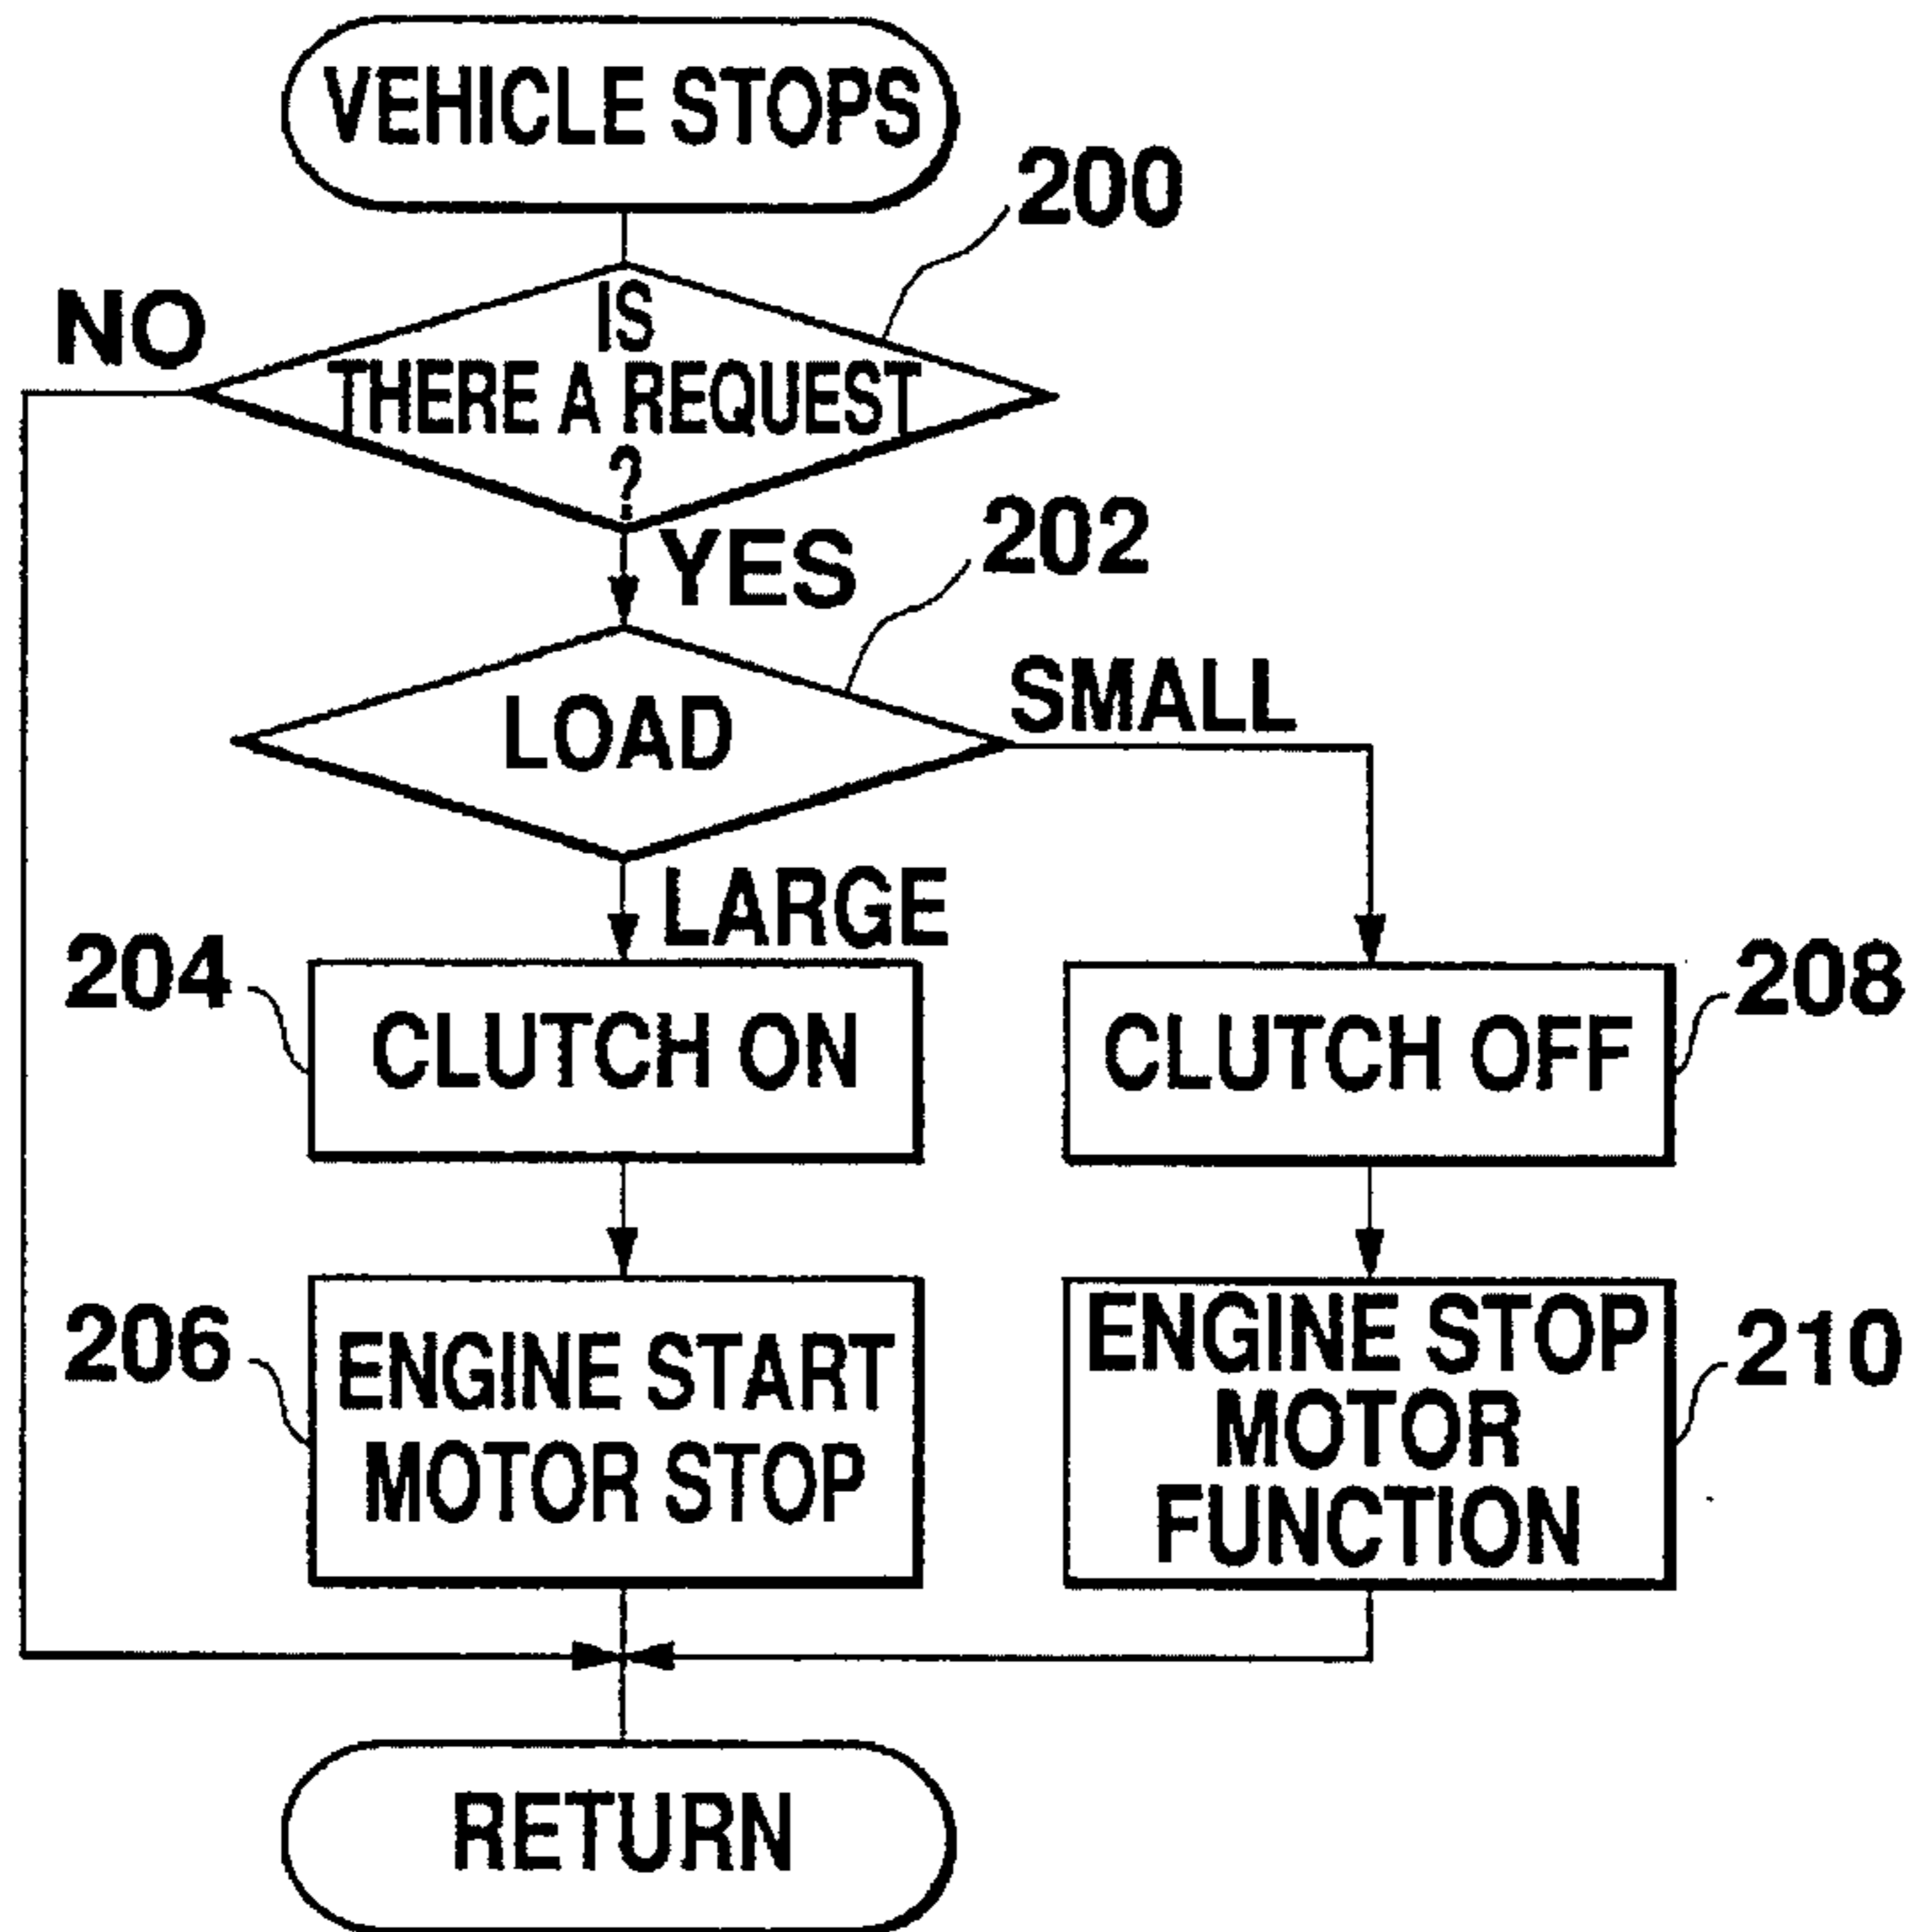 VEHICLE STOPS
200
NO
IS
THERE A REQUEST
?
YES
202
LOAD
SMALL
LARGE
204
CLUTCH ON
CLUTCH OFF
208
206
ENGINE START
MOTOR STOP
ENGINE STOP
MOTOR
FUNCTION
210
RETURN